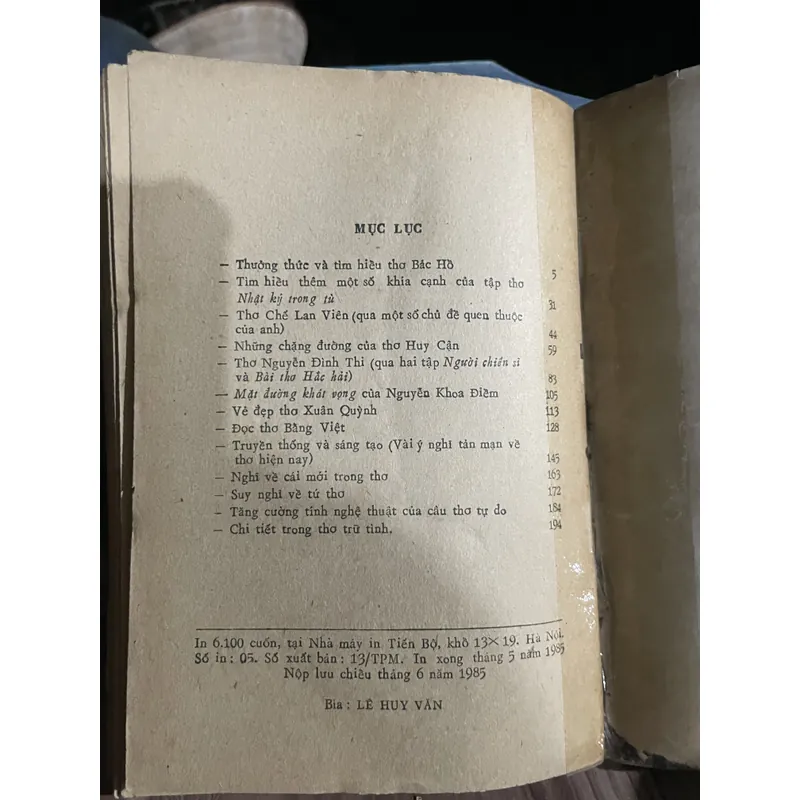 MỤC LỤC
— Thưởng thức và tìm hiểu thơ Bác Hồ 5
— Tìm hiểu thêm một số khía cạnh của tập thơ
Nhật ký trong tù 31
— Thơ Chế Lan Viên (qua một số chủ đề quen thuộc
của anh) 44
— Những chặng đường của thơ Huy Cận 59
— Thơ Nguyễn Đình Thi (qua hai tập Người chiến sĩ
và Bài thơ Hắc hải) 83
— Mặt đường khát vọng của Nguyễn Khoa Điềm 105
— Vẻ đẹp thơ Xuân Quỳnh 113
— Đọc thơ Bằng Việt 128
— Truyền thống và sáng tạo (Vài ý nghĩ tản mạn về
thơ hiện nay) 145
— Nghĩ về cái mới trong thơ 163
— Suy nghĩ về tứ thơ 172
— Tăng cường tính nghệ thuật của câu thơ tự do 184
— Chi tiết trong thơ trữ tình. 194
In 6.100 cuốn, tại Nhà máy in Tiến Bộ, khổ 13×19. Hà Nội.
Số in: 05. Số xuất bản: 13/TPM. In xong tháng 5 năm 1985
Nộp lưu chiểu tháng 6 năm 1985
Bìa: LÊ HUY VĂN